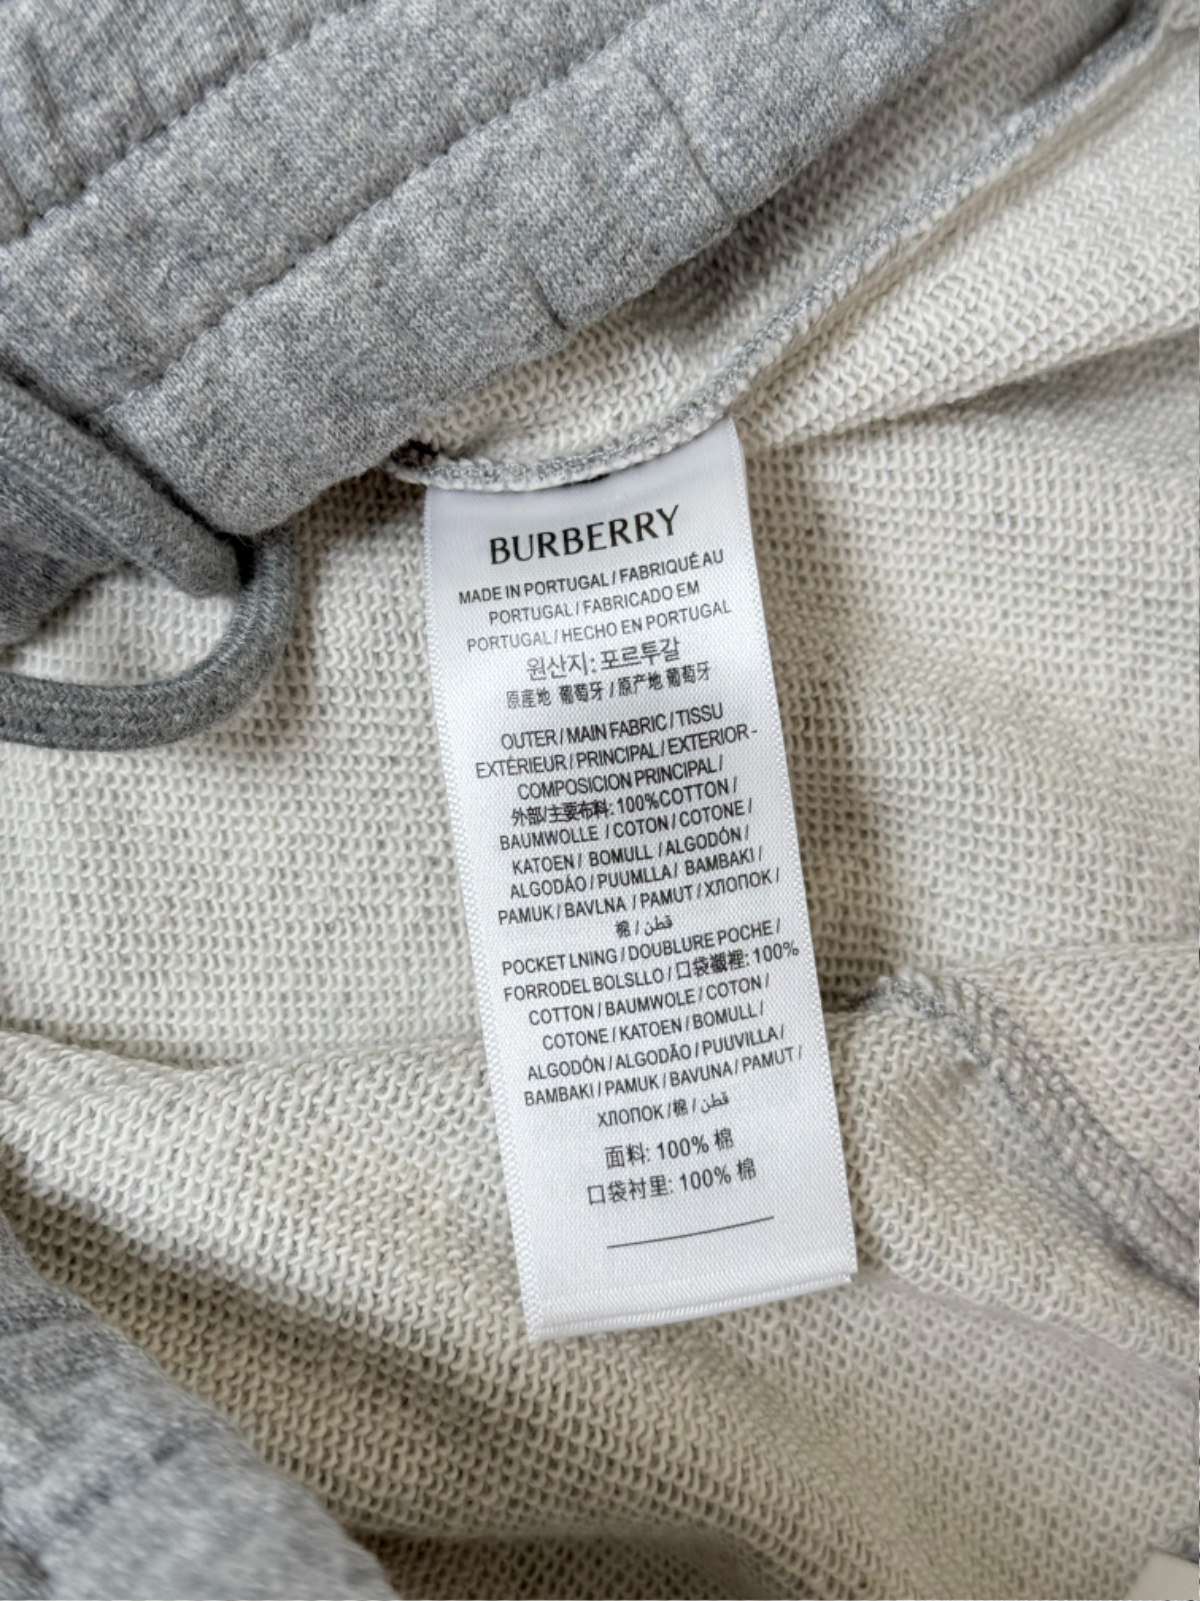 BURBERRY
MADE IN PORTUGAL / FABRIQUÉ AU
PORTUGAL / FABRICADO EM
PORTUGAL / HECHO EN PORTUGAL
원산지: 포르투갈
原産地 葡萄牙 / 原产地 葡萄牙
OUTER / MAIN FABRIC / TISSU
EXTÉRIEUR / PRINCIPAL / EXTERIOR -
COMPOSICION PRINCIPAL /
外部/主要布料: 100%COTTON /
BAUMWOLLE / COTON / COTONE /
KATOEN / BOMULL / ALGODÓN /
ALGODÁO / PUUMLLA / BAMBAKI /
PAMUK / BAVLNA / PAMUT / ХЛОПОК /
棉 / قطن
POCKET LNING / DOUBLURE POCHE /
FORRODEL BOLSLLO / 口袋襯裡: 100%
COTTON / BAUMWOLE / COTON /
COTONE / KATOEN / BOMULL /
ALGODÓN / ALGODÃO / PUUVILLA /
BAMBAKI / PAMUK / BAVUNA / PAMUT /
ХЛОПОК / 棉 / قطن
面料: 100% 棉
口袋衬里: 100% 棉